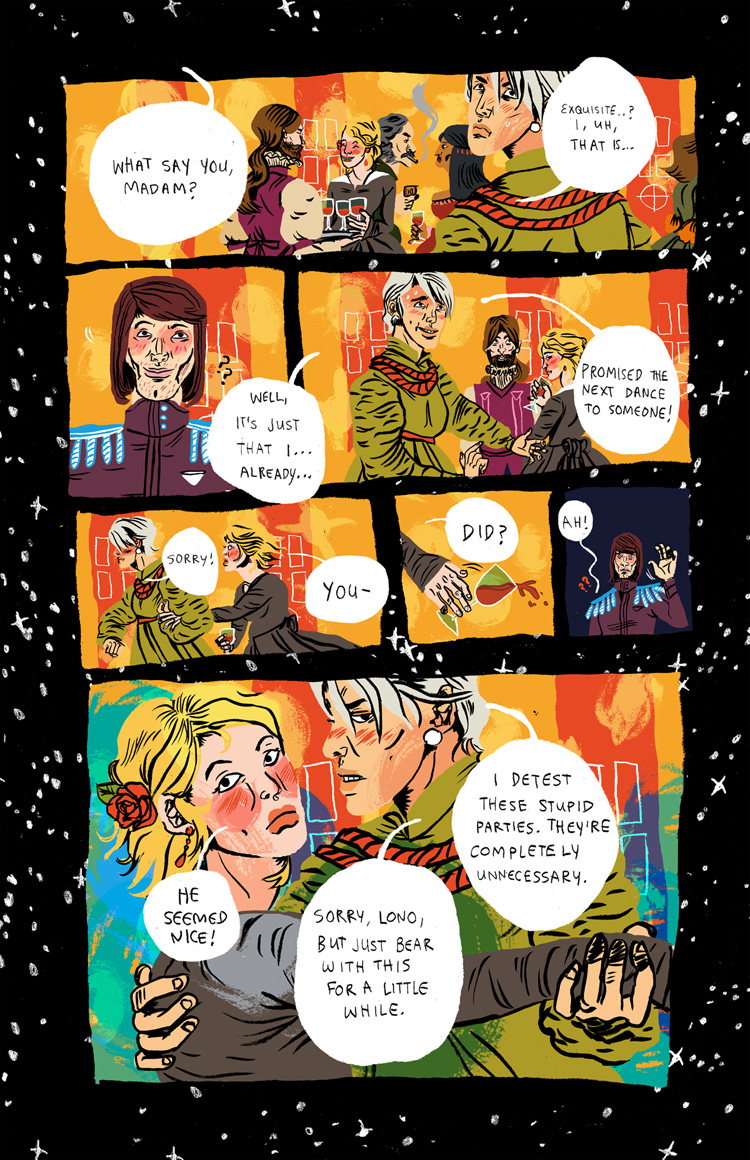 WHAT SAY YOU,
MADAM?
EXQUISITE..?
I, UH,
THAT IS...
??
WELL,
IT'S JUST
THAT I...
ALREADY...
PROMISED THE
NEXT DANCE
TO SOMEONE!
SORRY!
YOU-
DID?
AH!
??
I DETEST
THESE STUPID
PARTIES. THEY'RE
COMPLETELY
UNNECESSARY.
HE
SEEMED
NICE!
SORRY, LONO,
BUT JUST BEAR
WITH THIS
FOR A LITTLE
WHILE.